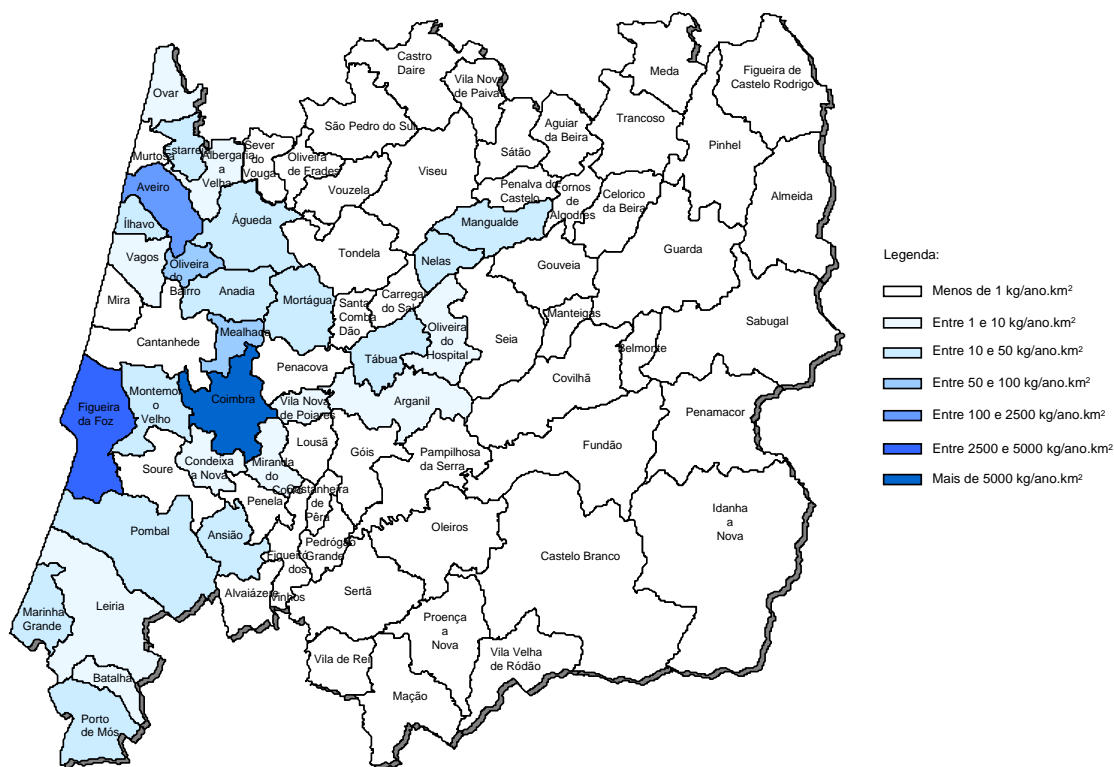 Castro
Daire
Vila Nova
de Paiva
Meda
Figueira de
Castelo Rodrigo
Ovar
São Pedro do Sul
Aguiar
da Beira
Trancoso
Pinhel
Murtosa
Estarreja
Albergaria
a
Velha
Sever
do
Vouga
Oliveira
de Frades
Viseu
Sátão
Vouzela
Penalva do
Castelo
Fornos
de
Algodres
Celorico
da Beira
Almeida
Aveiro
Ílhavo
Águeda
Mangualde
Tondela
Nelas
Gouveia
Guarda
Vagos
Oliveira
do
Bairro
Anadia
Mortágua
Santa
Comba
Dão
Carregal
do Sal
Mira
Cantanhede
Mealhada
Tábua
Oliveira
do
Hospital
Seia
Manteigas
Belmonte
Sabugal
Penacova
Covilhã
Figueira
da Foz
Montemor
o
Velho
Coimbra
Vila Nova
de Poiares
Arganil
Penamacor
Soure
Condeixa
a Nova
Miranda
do
Corvo
Lousã
Góis
Pampilhosa
da Serra
Fundão
Penela
Castanheira
de
Pêra
Pombal
Ansião
Figueiró
dos
Vinhos
Pedrógão
Grande
Oleiros
Castelo Branco
Idanha
a
Nova
Alvaiázere
Sertã
Marinha
Grande
Leiria
Proença
a
Nova
Batalha
Vila de Rei
Vila Velha
de Ródão
Mação
Porto
de Mós
Legenda:
Menos de 1 kg/ano.km²
Entre 1 e 10 kg/ano.km²
Entre 10 e 50 kg/ano.km²
Entre 50 e 100 kg/ano.km²
Entre 100 e 2500 kg/ano.km²
Entre 2500 e 5000 kg/ano.km²
Mais de 5000 kg/ano.km²